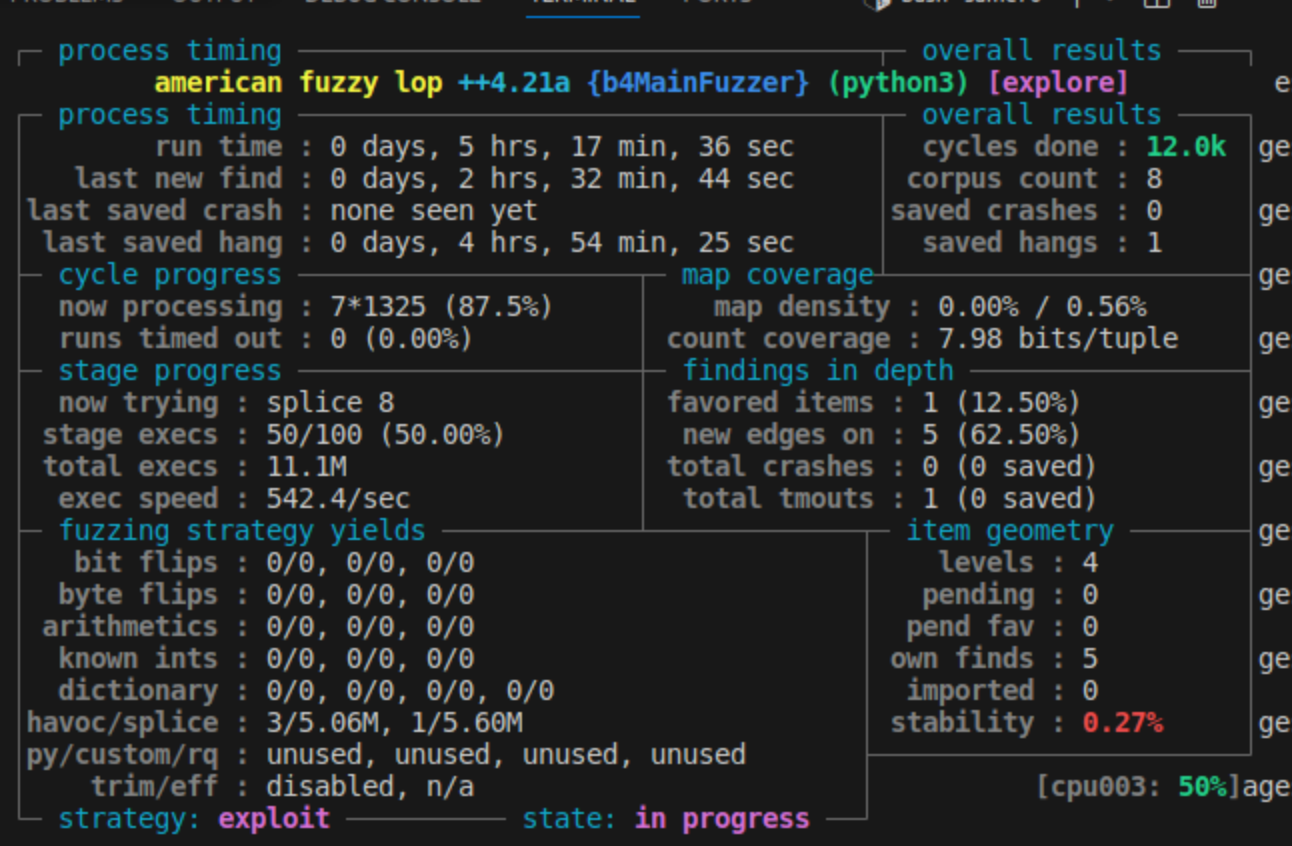 PROBLEMS OUTPUT DEBUG CONSOLE TERMINAL PORTS
process timing overall results
american fuzzy lop ++4.21a {b4MainFuzzer} (python3) [explore] e
process timing overall results
run time : 0 days, 5 hrs, 17 min, 36 sec cycles done : 12.0k ge
last new find : 0 days, 2 hrs, 32 min, 44 sec corpus count : 8
last saved crash : none seen yet saved crashes : 0 ge
last saved hang : 0 days, 4 hrs, 54 min, 25 sec saved hangs : 1
cycle progress map coverage ge
now processing : 7*1325 (87.5%) map density : 0.00% / 0.56%
runs timed out : 0 (0.00%) count coverage : 7.98 bits/tuple ge
stage progress findings in depth
now trying : splice 8 favored items : 1 (12.50%) ge
stage execs : 50/100 (50.00%) new edges on : 5 (62.50%)
total execs : 11.1M total crashes : 0 (0 saved) ge
exec speed : 542.4/sec total tmouts : 1 (0 saved)
fuzzing strategy yields item geometry ge
bit flips : 0/0, 0/0, 0/0 levels : 4
byte flips : 0/0, 0/0, 0/0 pending : 0 ge
arithmetics : 0/0, 0/0, 0/0 pend fav : 0
known ints : 0/0, 0/0, 0/0 own finds : 5 ge
dictionary : 0/0, 0/0, 0/0, 0/0 imported : 0
havoc/splice : 3/5.06M, 1/5.60M stability : 0.27% ge
py/custom/rq : unused, unused, unused, unused
trim/eff : disabled, n/a [cpu003: 50%]age
strategy: exploit state: in progress